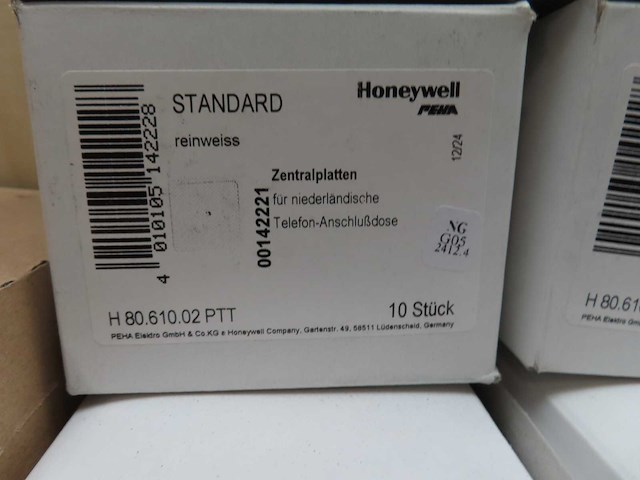 STANDARD
reinweiss
Honeywell
PEHA
12/24
4 010105 142228
00142221
Zentralplatten
für niederländische
Telefon-Anschlußdose
NG
G05
2412.4
H 80.610.02 PTT
10 Stück
PEHA Elektro GmbH & Co.KG • Honeywell Company, Gartenstr. 49, 58511 Lüdenscheid, Germany
H 80.61
PEHA Elektro Gm